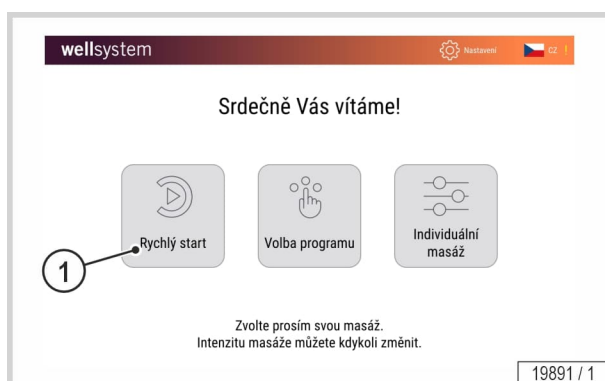 wellsystem
Nastavení
CZ !
Srdečně Vás vítáme!
Rychlý start
Volba programu
Individuální
masáž
1
Zvolte prosím svou masáž.
Intenzitu masáže můžete kdykoli změnit.
19891 / 1